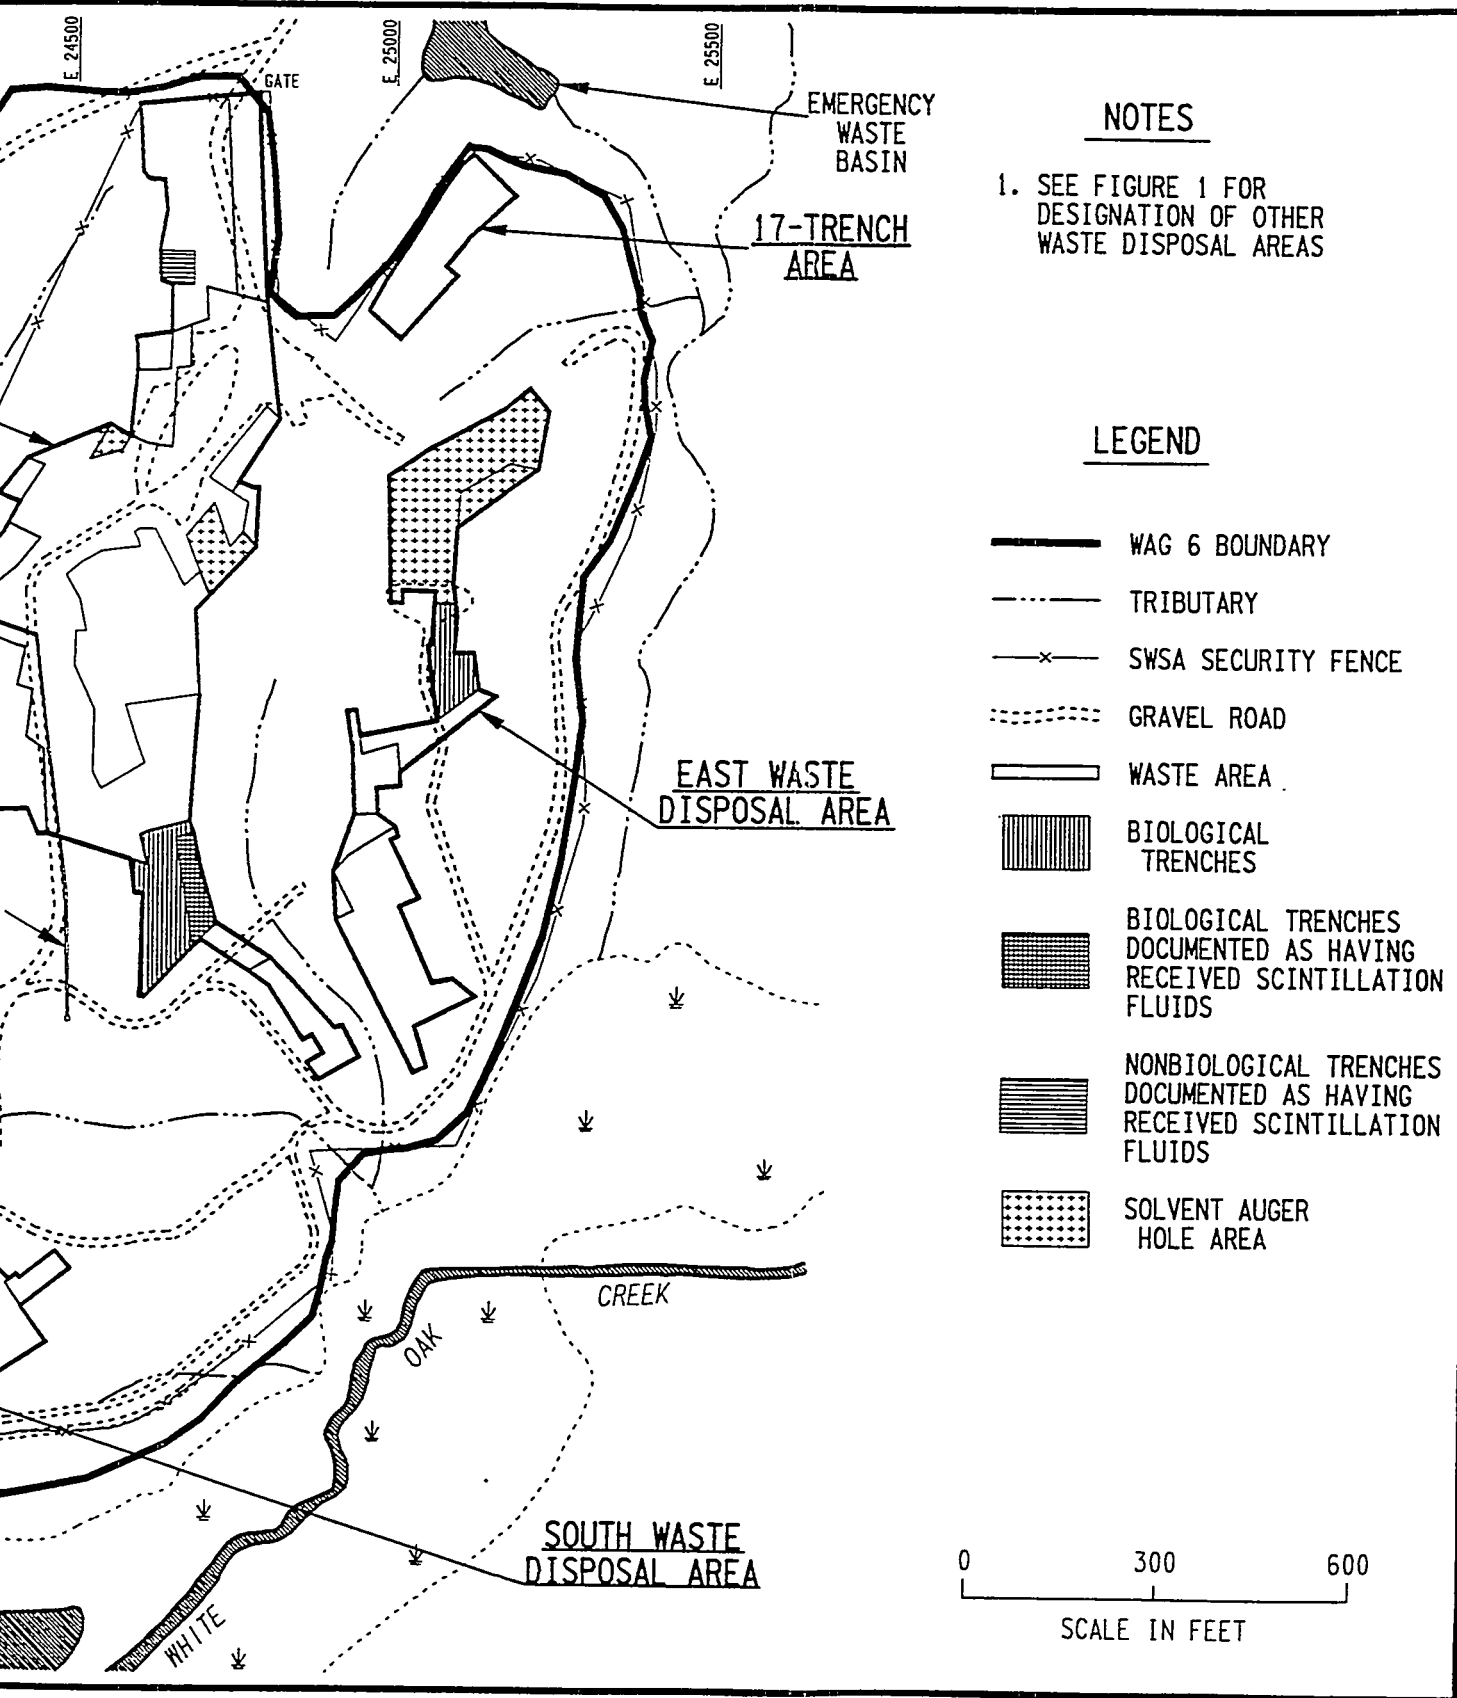 E 24500
E 25000
E 25500
GATE
EMERGENCY
WASTE
BASIN
17-TRENCH
AREA
EAST WASTE
DISPOSAL AREA
CREEK
OAK
WHITE
SOUTH WASTE
DISPOSAL AREA
NOTES
1. SEE FIGURE 1 FOR
DESIGNATION OF OTHER
WASTE DISPOSAL AREAS
LEGEND
WAG 6 BOUNDARY
TRIBUTARY
SWSA SECURITY FENCE
GRAVEL ROAD
WASTE AREA
BIOLOGICAL
TRENCHES
BIOLOGICAL TRENCHES
DOCUMENTED AS HAVING
RECEIVED SCINTILLATION
FLUIDS
NONBIOLOGICAL TRENCHES
DOCUMENTED AS HAVING
RECEIVED SCINTILLATION
FLUIDS
SOLVENT AUGER
HOLE AREA
0 300 600
SCALE IN FEET